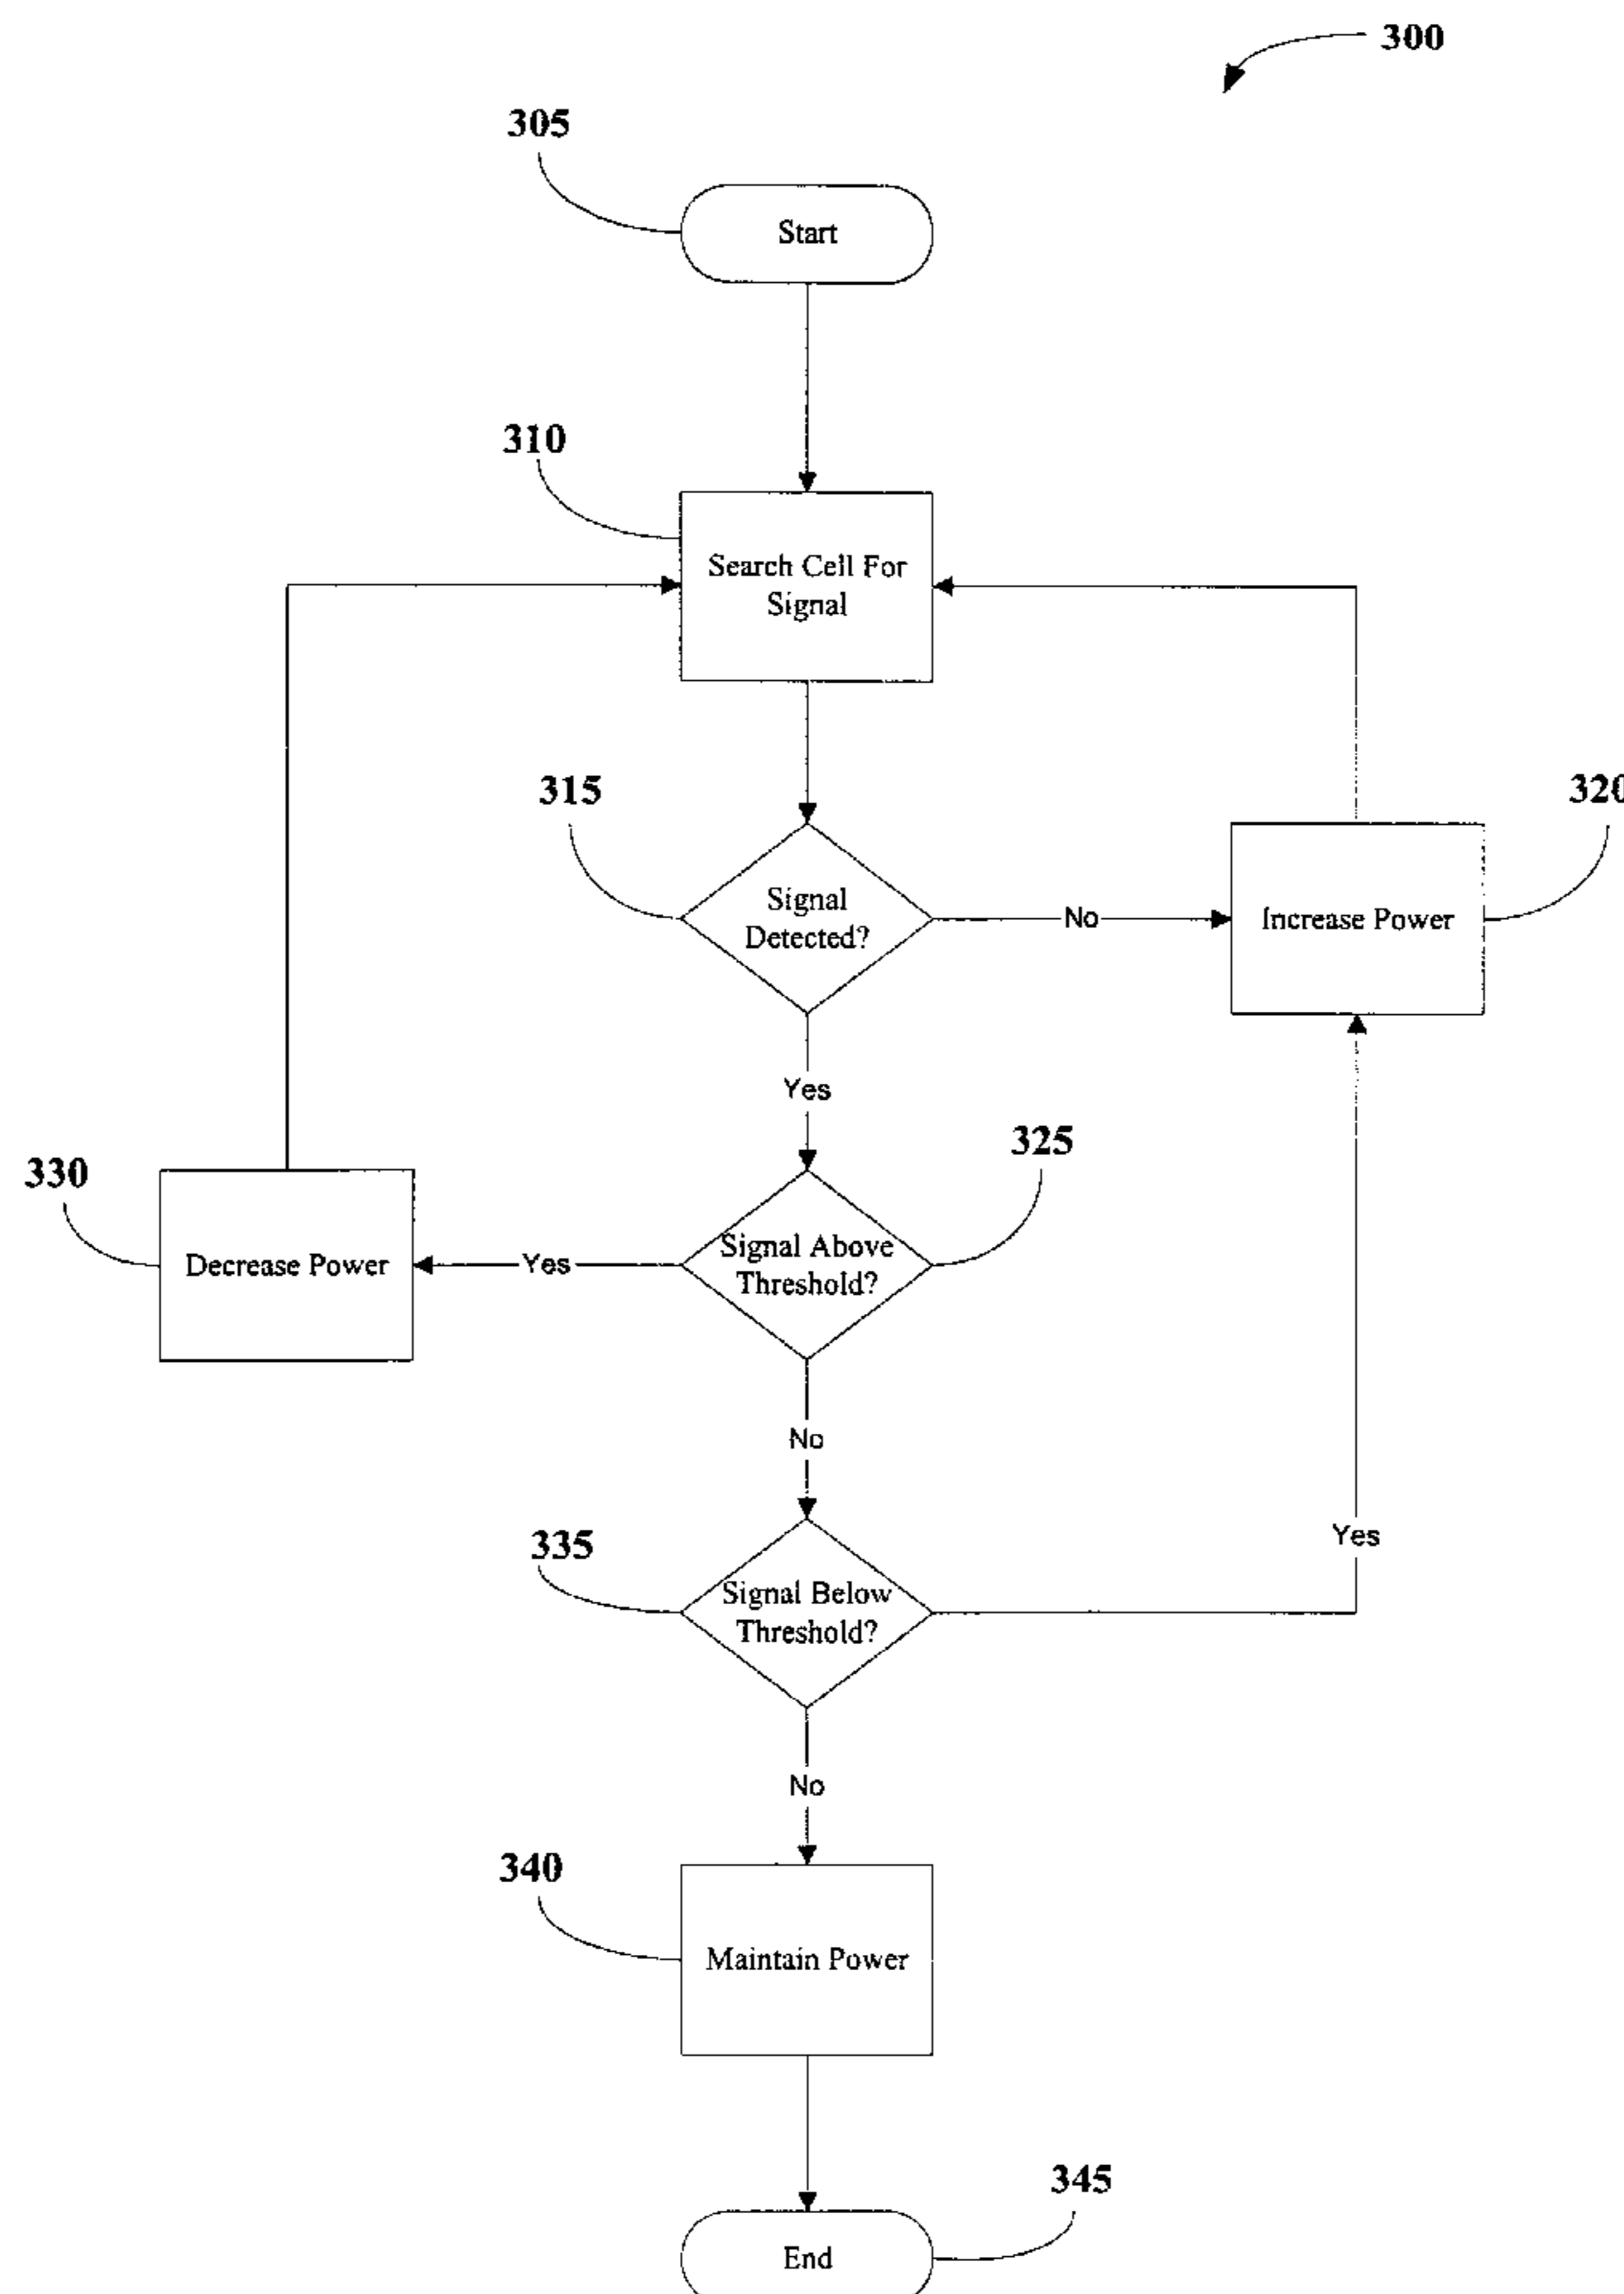 300
305
Start
310
Search Cell For
Signal
315
320
Signal
Detected?
No
Increase Power
Yes
325
330
Signal Above
Threshold?
Yes
Decrease Power
No
335
Signal Below
Threshold?
Yes
No
340
Maintain Power
345
End